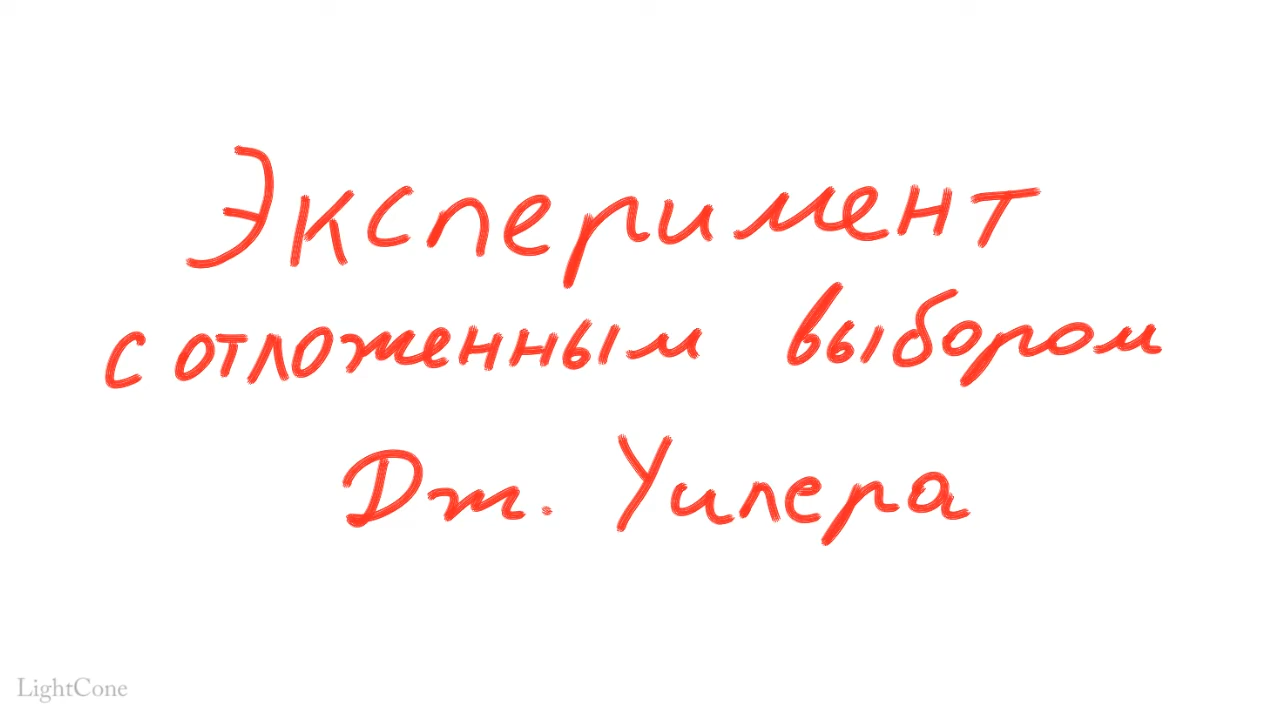 Эксперимент
с отложенным выбором
Дж. Уилера
LightCone